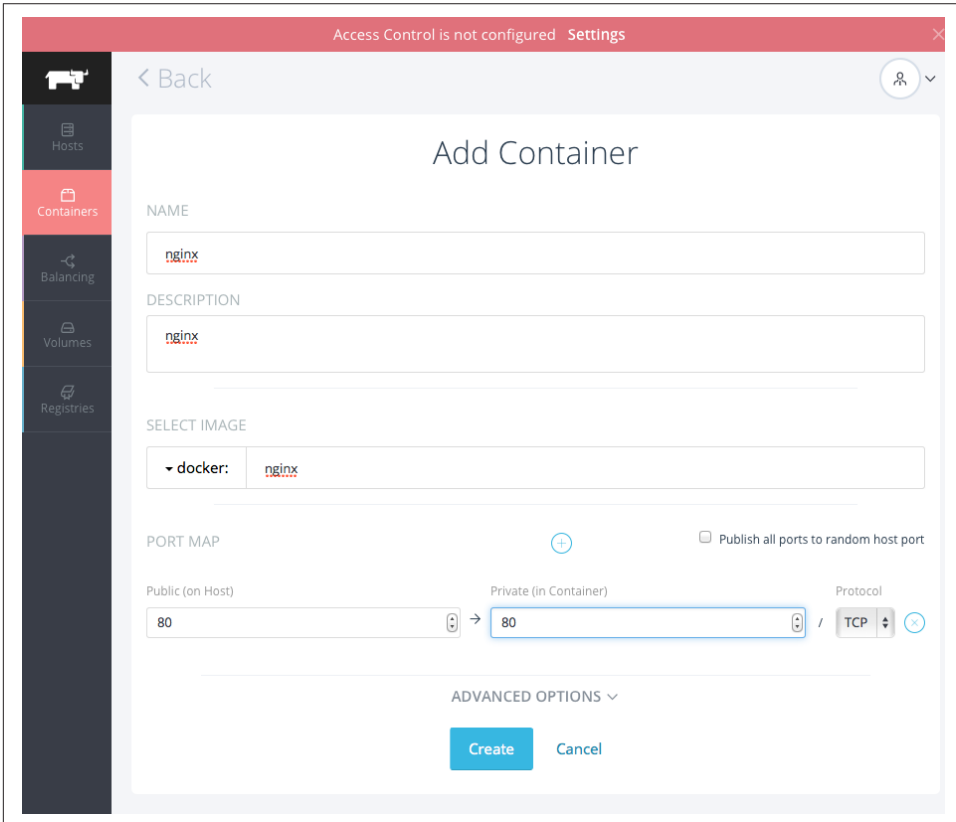 Access Control is not configured Settings
Back
Hosts
Containers
Balancing
Volumes
Registries
Add Container
NAME
nginx
DESCRIPTION
nginx
SELECT IMAGE
docker: nginx
PORT MAP Publish all ports to random host port
Public (on Host) Private (in Container) Protocol
80 → 80 / TCP
ADVANCED OPTIONS
Create Cancel